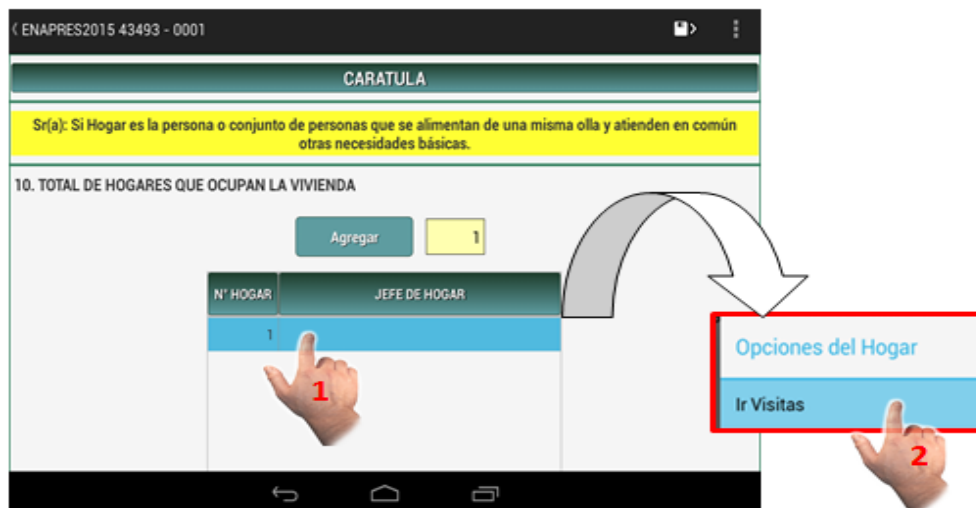 ENAPRES2015 43493 - 0001
CARATULA
Sr(a): Si Hogar es la persona o conjunto de personas que se alimentan de una misma olla y atienden en común
otras necesidades básicas.
10. TOTAL DE HOGARES QUE OCUPAN LA VIVIENDA
Agregar 1
N° HOGAR JEFE DE HOGAR
1
1
Opciones del Hogar
Ir Visitas
2